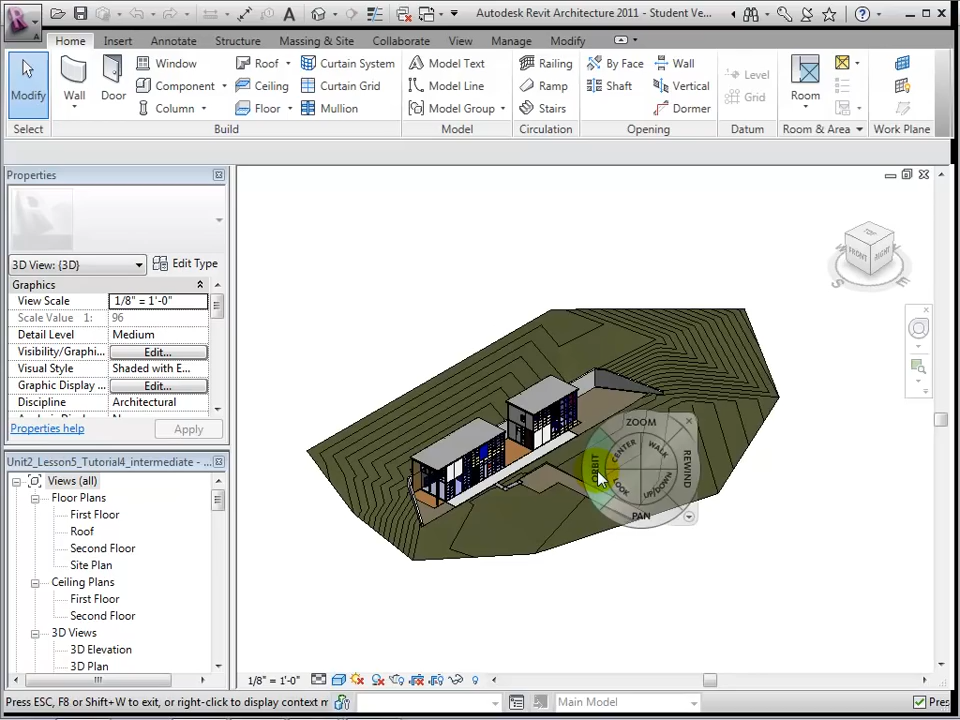 Autodesk Revit Architecture 2011 - Student Ve...
Home Insert Annotate Structure Massing & Site Collaborate View Manage Modify
Modify
Wall
Door
Window
Component
Column
Roof
Ceiling
Floor
Curtain System
Curtain Grid
Mullion
Model Text
Model Line
Model Group
Railing
Ramp
Stairs
By Face
Shaft
Wall
Vertical
Dormer
Level
Grid
Room
Select Build Model Circulation Opening Datum Room & Area Work Plane
Properties
3D View: {3D} Edit Type
Graphics
View Scale 1/8" = 1'-0"
Scale Value 1: 96
Detail Level Medium
Visibility/Graphi... Edit...
Visual Style Shaded with E...
Graphic Display ... Edit...
Discipline Architectural
Properties help Apply
Unit2_Lesson5_Tutorial4_intermediate - ...
Views (all)
Floor Plans
First Floor
Roof
Second Floor
Site Plan
Ceiling Plans
First Floor
Second Floor
3D Views
3D Elevation
3D Plan
TOP
FRONT
RIGHT
S
E
ZOOM
CENTER
WALK
ORBIT
REWIND
LOOK
UP/DOWN
PAN
1/8" = 1'-0"
Press ESC, F8 or Shift+W to exit, or right-click to display context m
Main Model
Pres